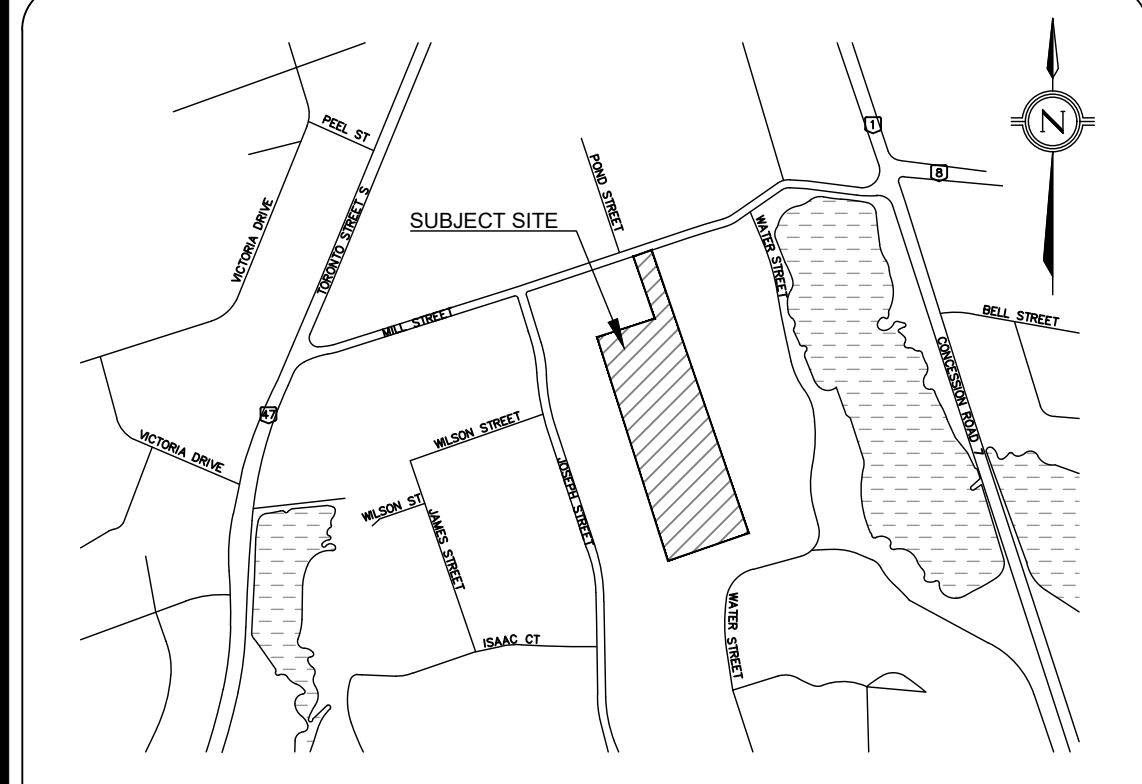 PEEL ST
1
N
8
POND STREET
VICTORIA DRIVE
TORONTO STREET S
SUBJECT SITE
WATER STREET
MILL STREET
BELL STREET
CONCESSION ROAD
47
VICTORIA DRIVE
WILSON STREET
JOSEPH STREET
WILSON ST
JAMES STREET
ISAAC CT
WATER STREET